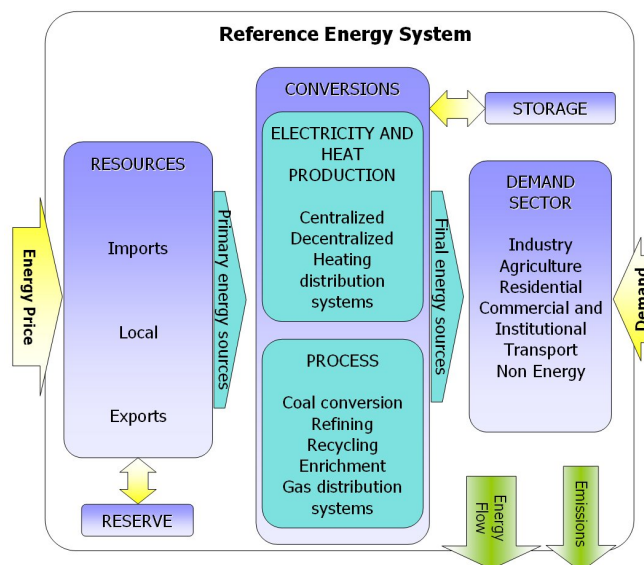 Reference Energy System
CONVERSIONS
STORAGE
ELECTRICITY AND
HEAT
PRODUCTION
Centralized
Decentralized
Heating
distribution
systems
RESOURCES
Imports
Local
Exports
DEMAND
SECTOR
Industry
Agriculture
Residential
Commercial and
Institutional
Transport
Non Energy
Energy Price
Primary energy sources
Final energy sources
Demand
PROCESS
Coal conversion
Refining
Recycling
Enrichment
Gas distribution
systems
RESERVE
Energy
Flow
Emissions